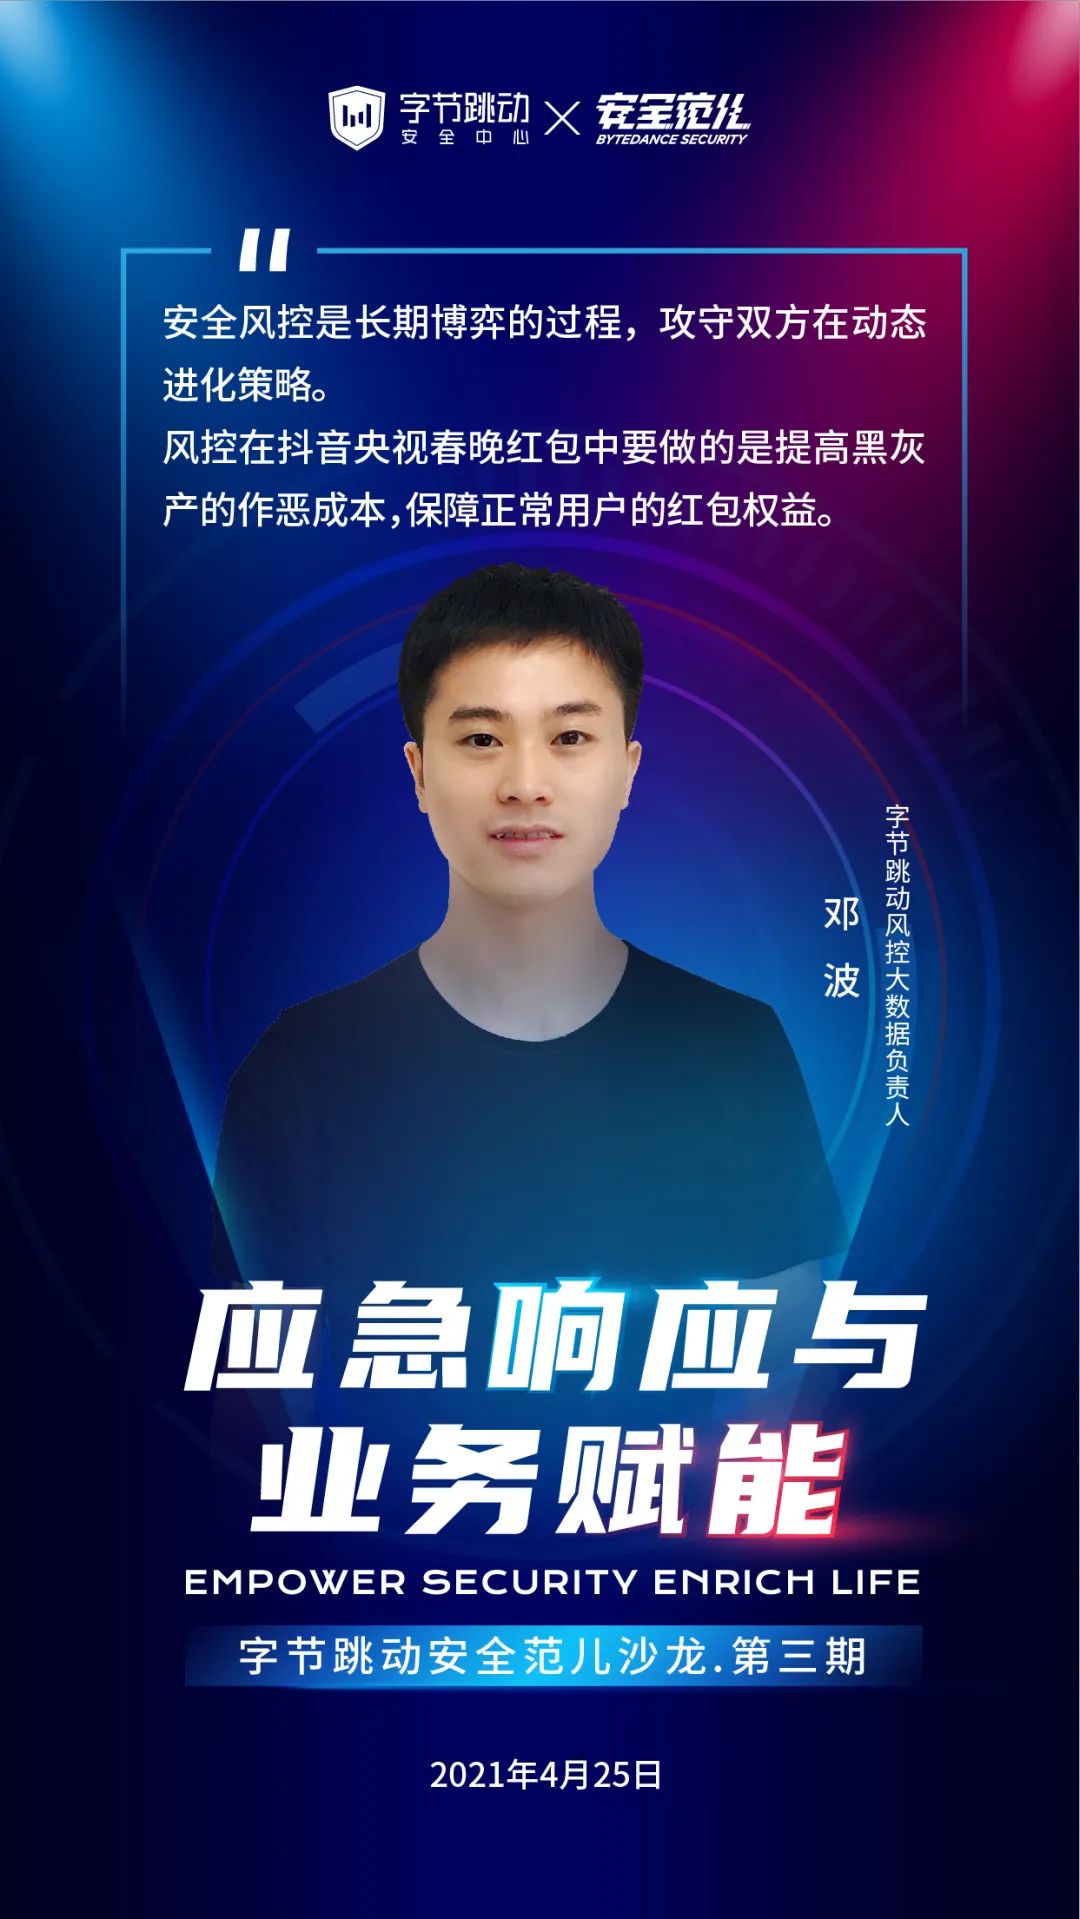 字节跳动
安全中心
安全范儿
BYTEDANCE SECURITY
安全风控是长期博弈的过程，攻守双方在动态
进化策略。
风控在抖音央视春晚红包中要做的是提高黑灰
产的作恶成本,保障正常用户的红包权益。
邓波
字节跳动风控大数据负责人
应急响应与
业务赋能
EMPOWER SECURITY ENRICH LIFE
字节跳动安全范儿沙龙.第三期
2021年4月25日